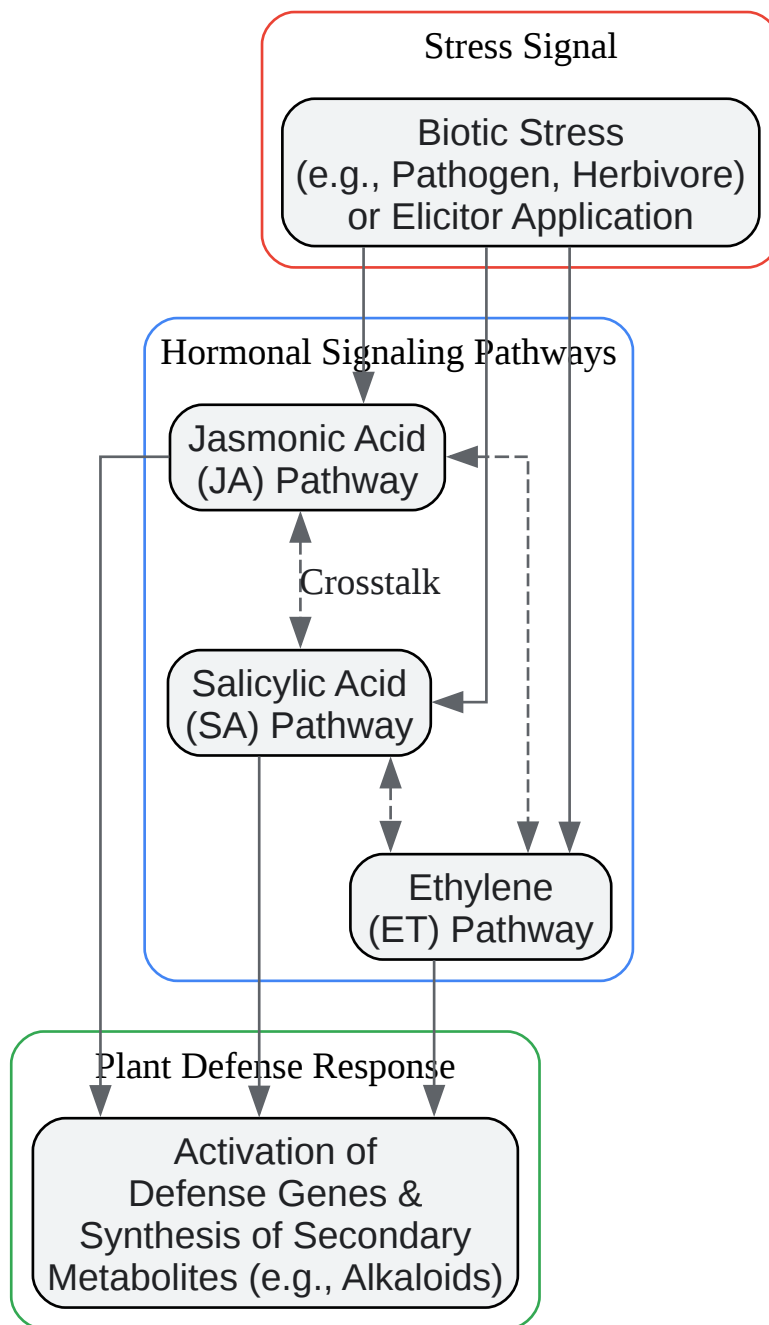 Stress Signal
Biotic Stress
(e.g., Pathogen, Herbivore)
or Elicitor Application
Hormonal Signaling Pathways
Jasmonic Acid
(JA) Pathway
Crosstalk
Salicylic Acid
(SA) Pathway
Ethylene
(ET) Pathway
Plant Defense Response
Activation of
Defense Genes &
Synthesis of Secondary
Metabolites (e.g., Alkaloids)